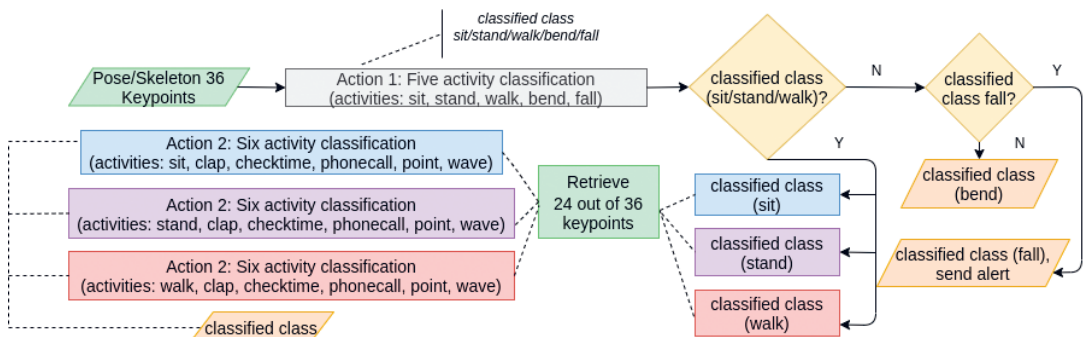 classified class
sit/stand/walk/bend/fall
Pose/Skeleton 36
Keypoints
Action 1: Five activity classification
(activities: sit, stand, walk, bend, fall)
classified class
(sit/stand/walk)?
N
classified
class fall?
Y
N
Y
classified class
(bend)
classified class (fall),
send alert
classified class
(sit)
classified class
(stand)
classified class
(walk)
Retrieve
24 out of 36
keypoints
Action 2: Six activity classification
(activities: sit, clap, checktime, phonecall, point, wave)
Action 2: Six activity classification
(activities: stand, clap, checktime, phonecall, point, wave)
Action 2: Six activity classification
(activities: walk, clap, checktime, phonecall, point, wave)
classified class